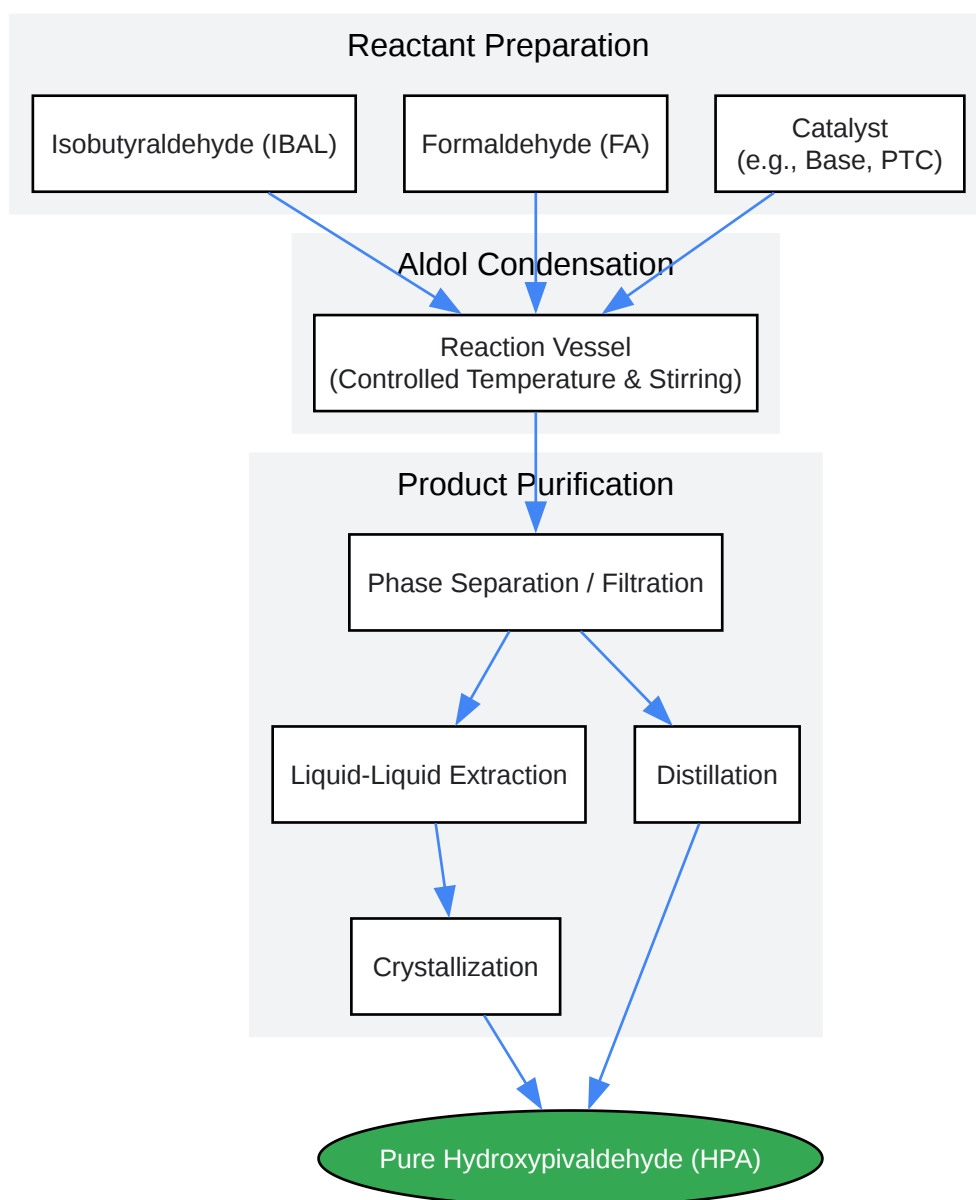 Reactant Preparation
Isobutyraldehyde (IBAL)
Formaldehyde (FA)
Catalyst
(e.g., Base, PTC)
Aldol Condensation
Reaction Vessel
(Controlled Temperature & Stirring)
Product Purification
Phase Separation / Filtration
Liquid-Liquid Extraction
Distillation
Crystallization
Pure Hydroxypivaldehyde (HPA)